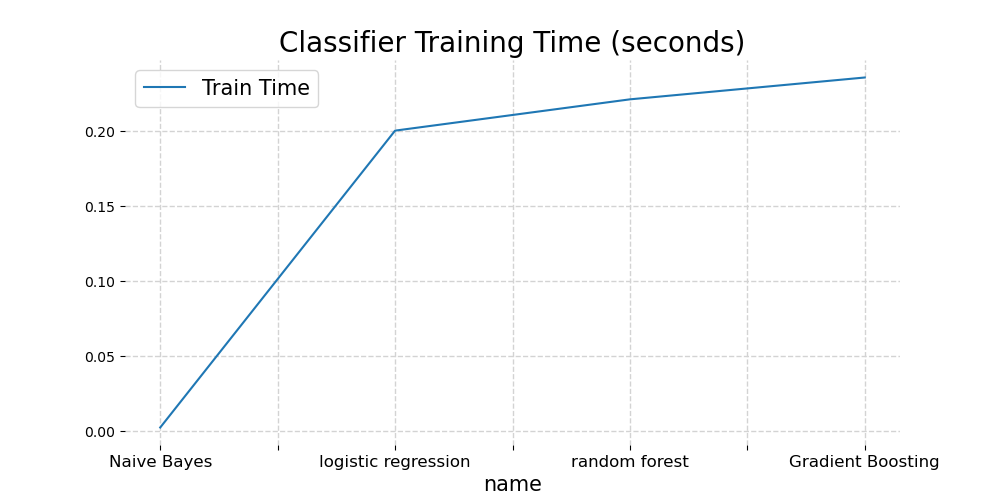 Classifier Training Time (seconds)
Train Time
0.20
0.15
0.10
0.05
0.00
Naive Bayes logistic regression random forest Gradient Boosting
name